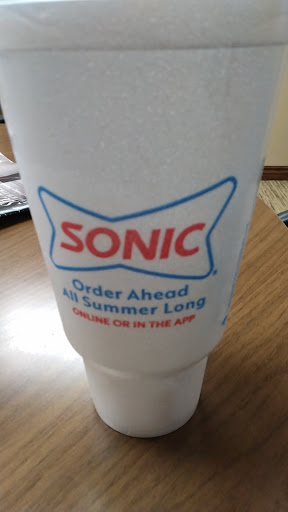 SONIC
Order Ahead
All Summer Long
ONLINE OR IN THE APP